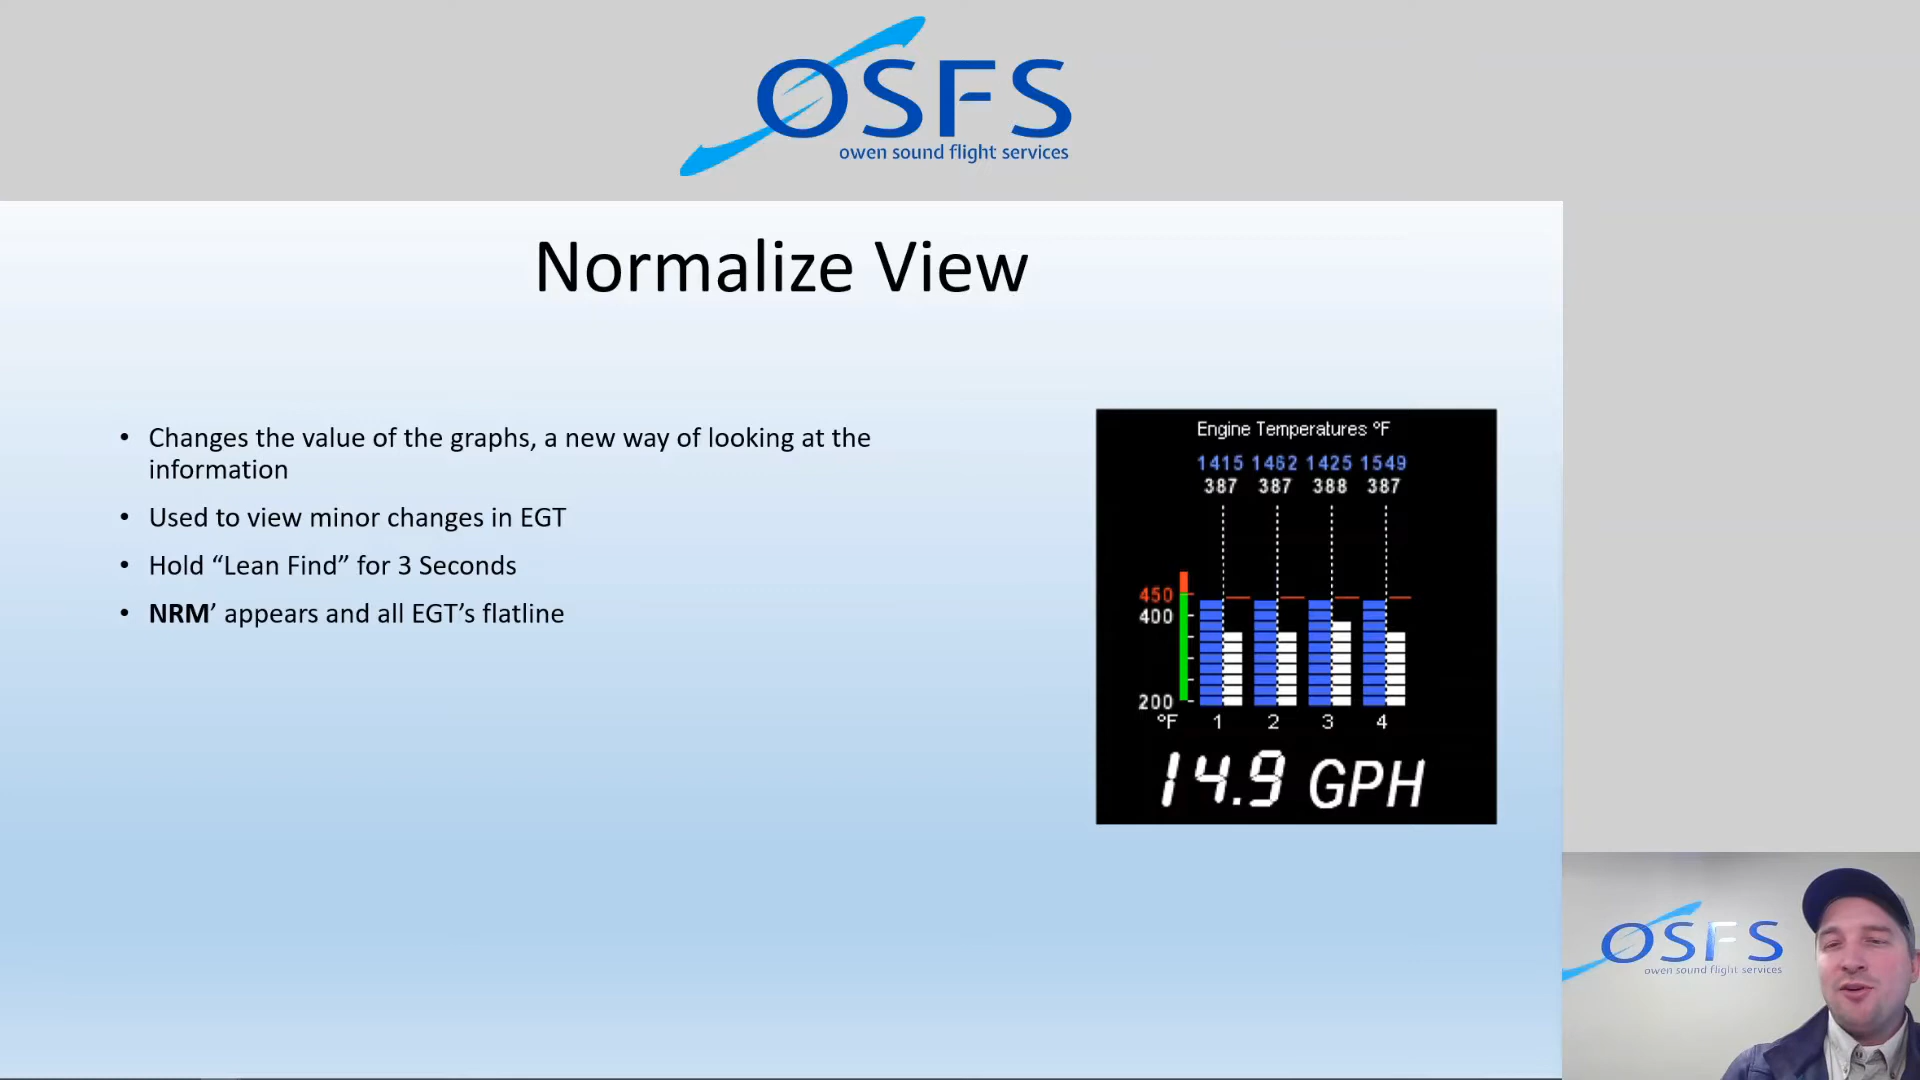 OSFS
owen sound flight services
Normalize View
• Changes the value of the graphs, a new way of looking at the
information
• Used to view minor changes in EGT
• Hold “Lean Find” for 3 Seconds
• NRM’ appears and all EGT’s flatline
Engine Temperatures °F
1415 1462 1425 1549
387 387 388 387
450
400
200
°F 1 2 3 4
14.9 GPH
OSFS
owen sound flight services